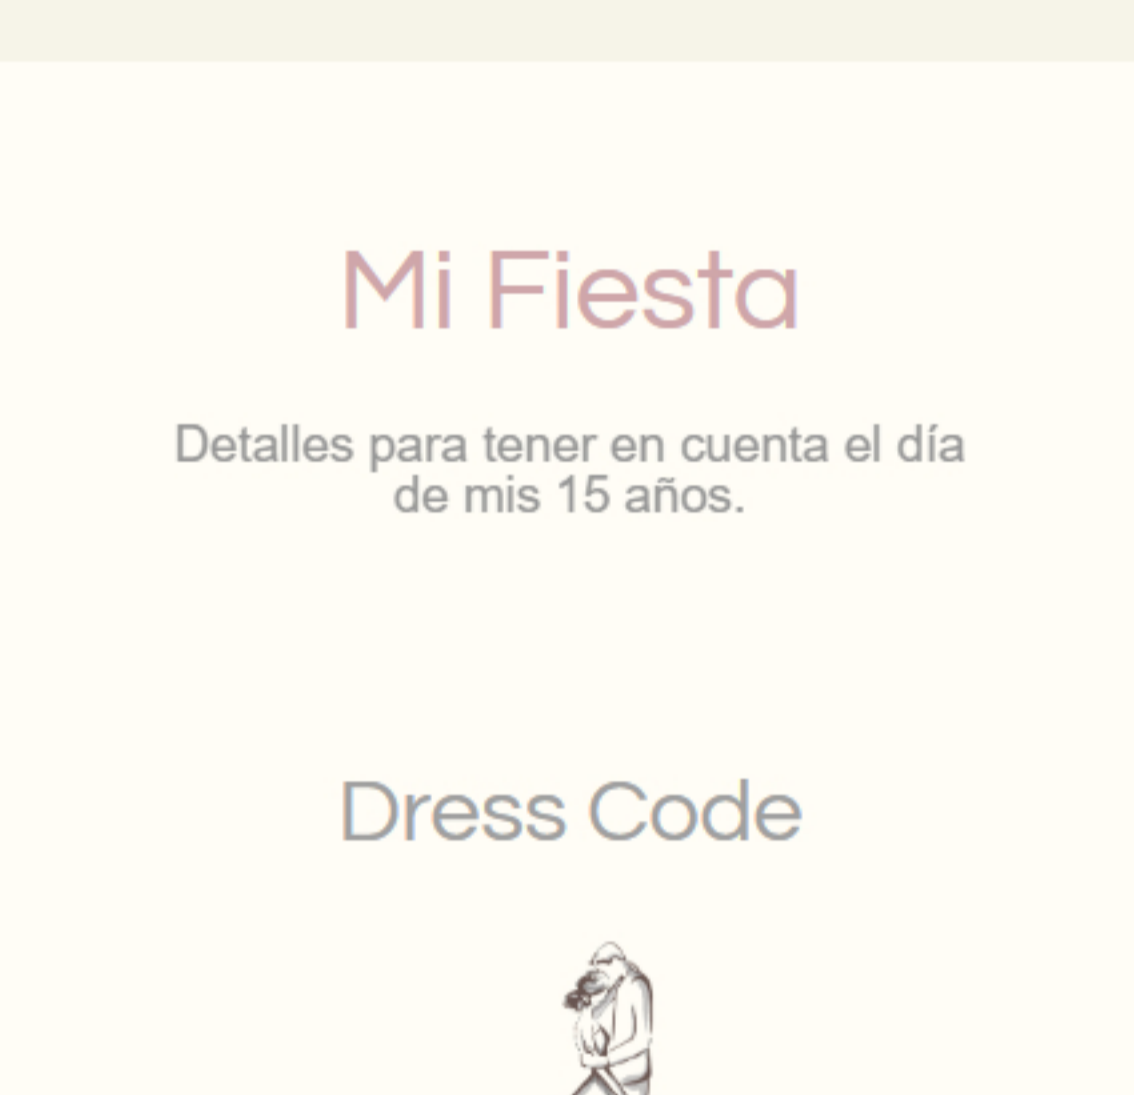 Mi Fiesta
Detalles para tener en cuenta el día
de mis 15 años.
Dress Code